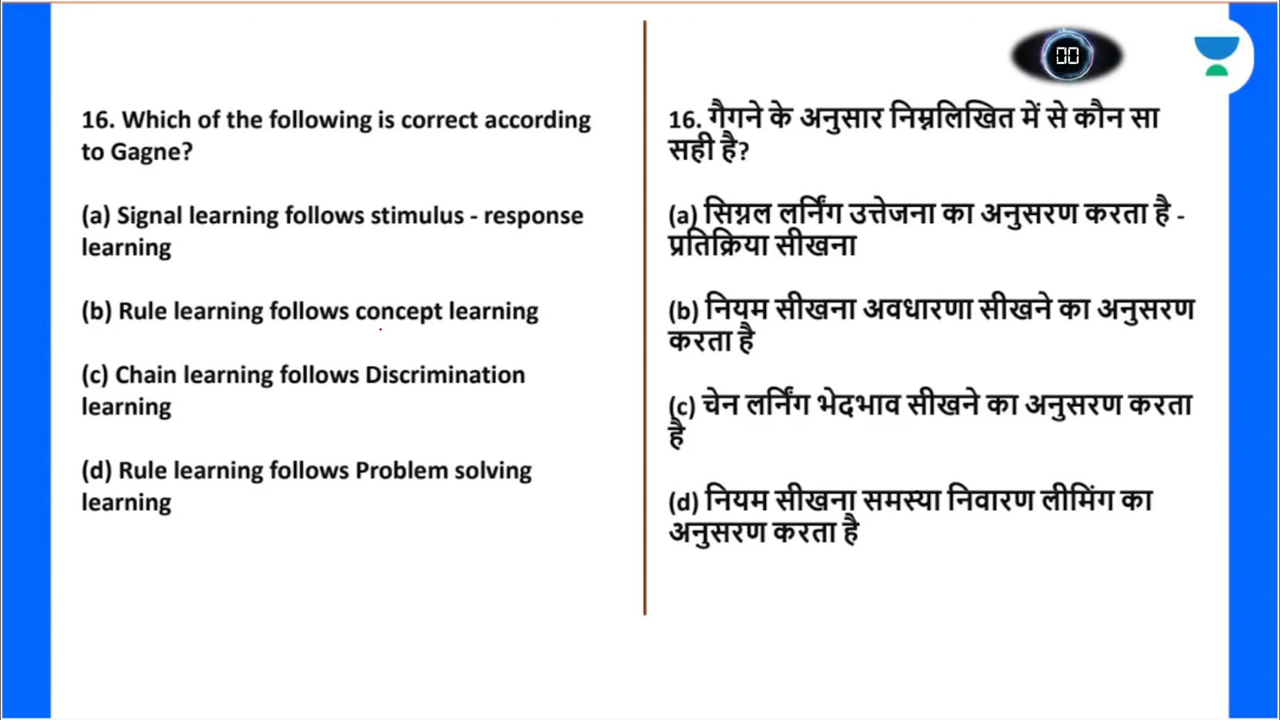 00
16. Which of the following is correct according
to Gagne?
(a) Signal learning follows stimulus - response
learning
(b) Rule learning follows concept learning
(c) Chain learning follows Discrimination
learning
(d) Rule learning follows Problem solving
learning
16. गैगने के अनुसार निम्नलिखित में से कौन सा
सही है?
(a) सिग्नल लर्निंग उत्तेजना का अनुसरण करता है -
प्रतिक्रिया सीखना
(b) नियम सीखना अवधारणा सीखने का अनुसरण
करता है
(c) चेन लर्निंग भेदभाव सीखने का अनुसरण करता
है
(d) नियम सीखना समस्या निवारण लीमिंग का
अनुसरण करता है